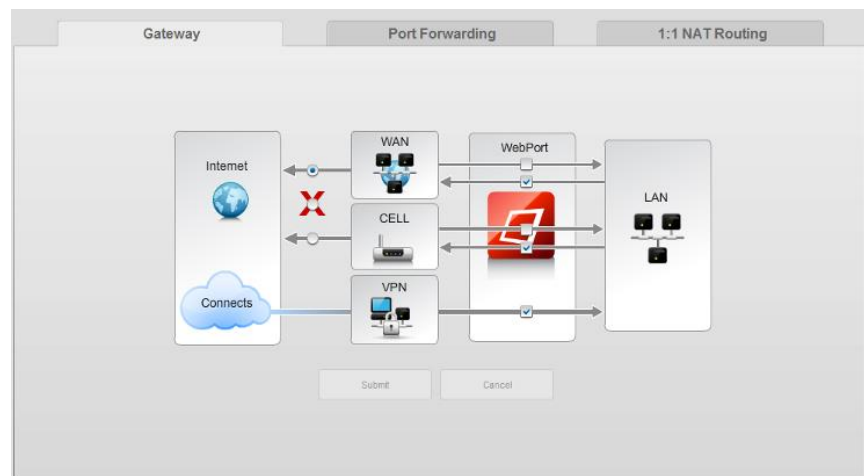 Gateway
Port Forwarding
1:1 NAT Routing
Internet
WAN
WebPort
LAN
CELL
Connects
VPN
Submit
Cancel